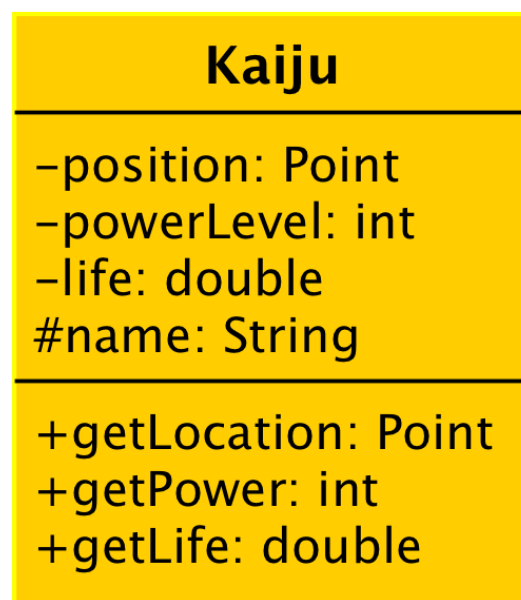 Kaiju
-position: Point
-powerLevel: int
-life: double
#name: String
+getLocation: Point
+getPower: int
+getLife: double